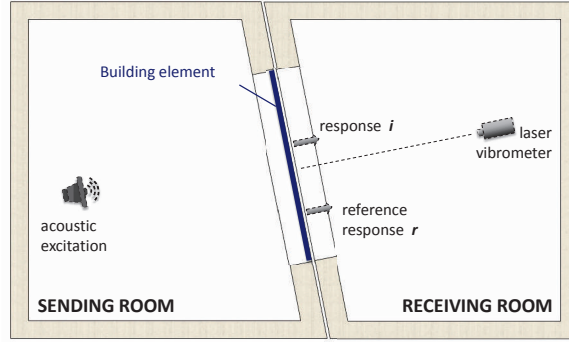 Building element
response i
laser
vibrometer
reference
response r
acoustic
excitation
SENDING ROOM
RECEIVING ROOM